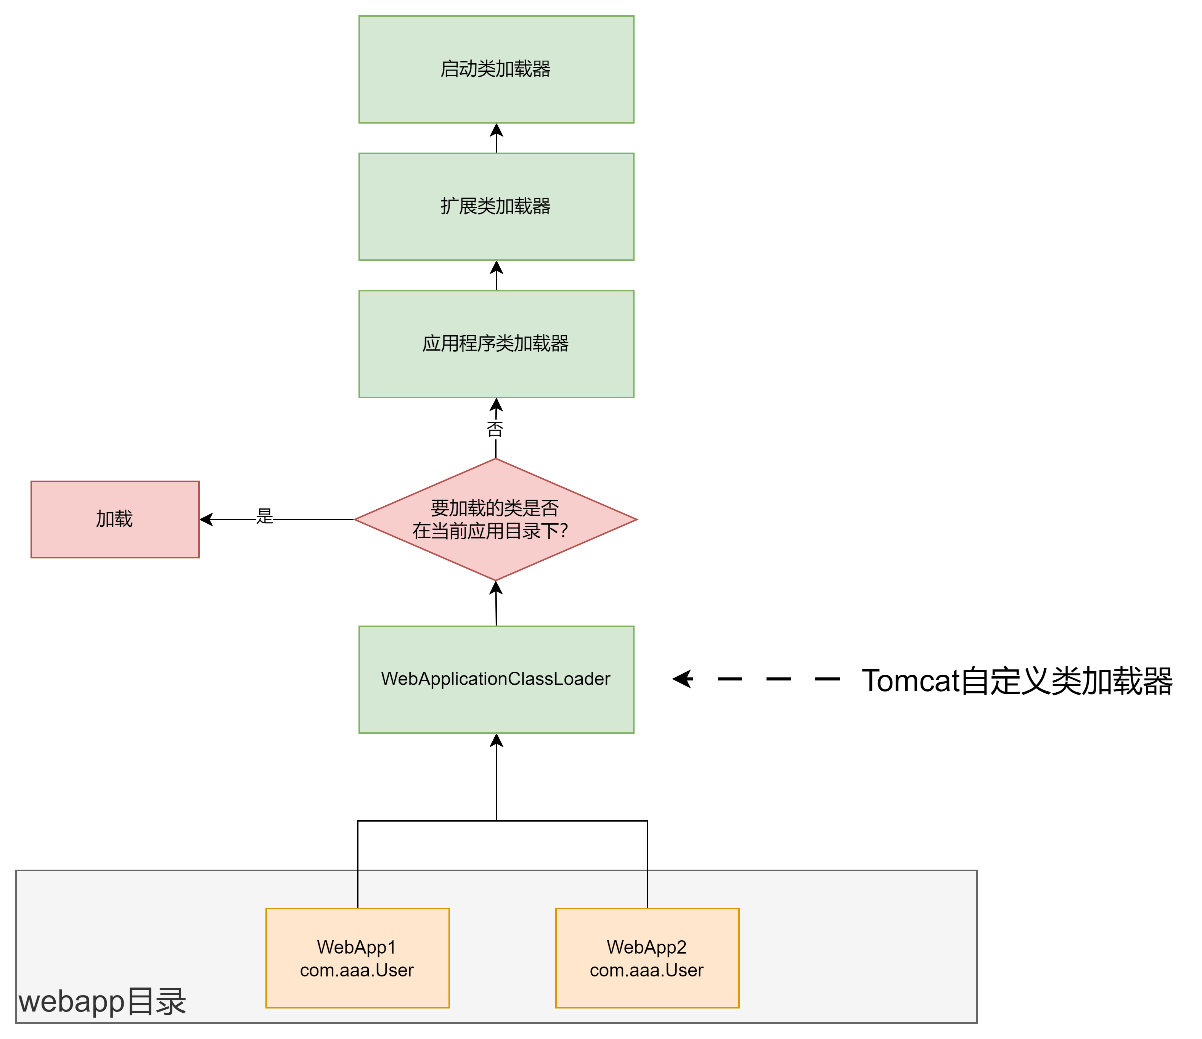 启动类加载器
扩展类加载器
应用程序类加载器
否
要加载的类是否
在当前应用目录下?
是
加载
WebApplicationClassLoader
Tomcat自定义类加载器
WebApp1
com.aaa.User
WebApp2
com.aaa.User
webapp目录